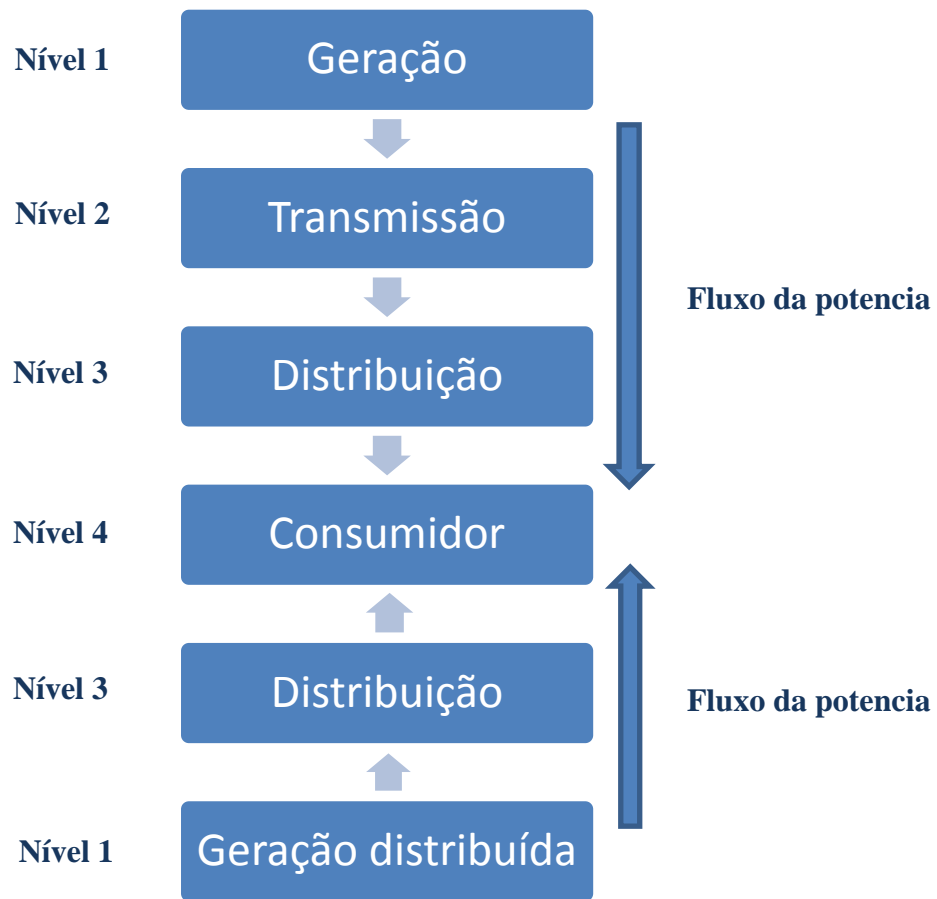 Nível 1
Geração
Nível 2
Transmissão
Fluxo da potencia
Nível 3
Distribuição
Nível 4
Consumidor
Nível 3
Distribuição
Fluxo da potencia
Nível 1
Geração distribuída